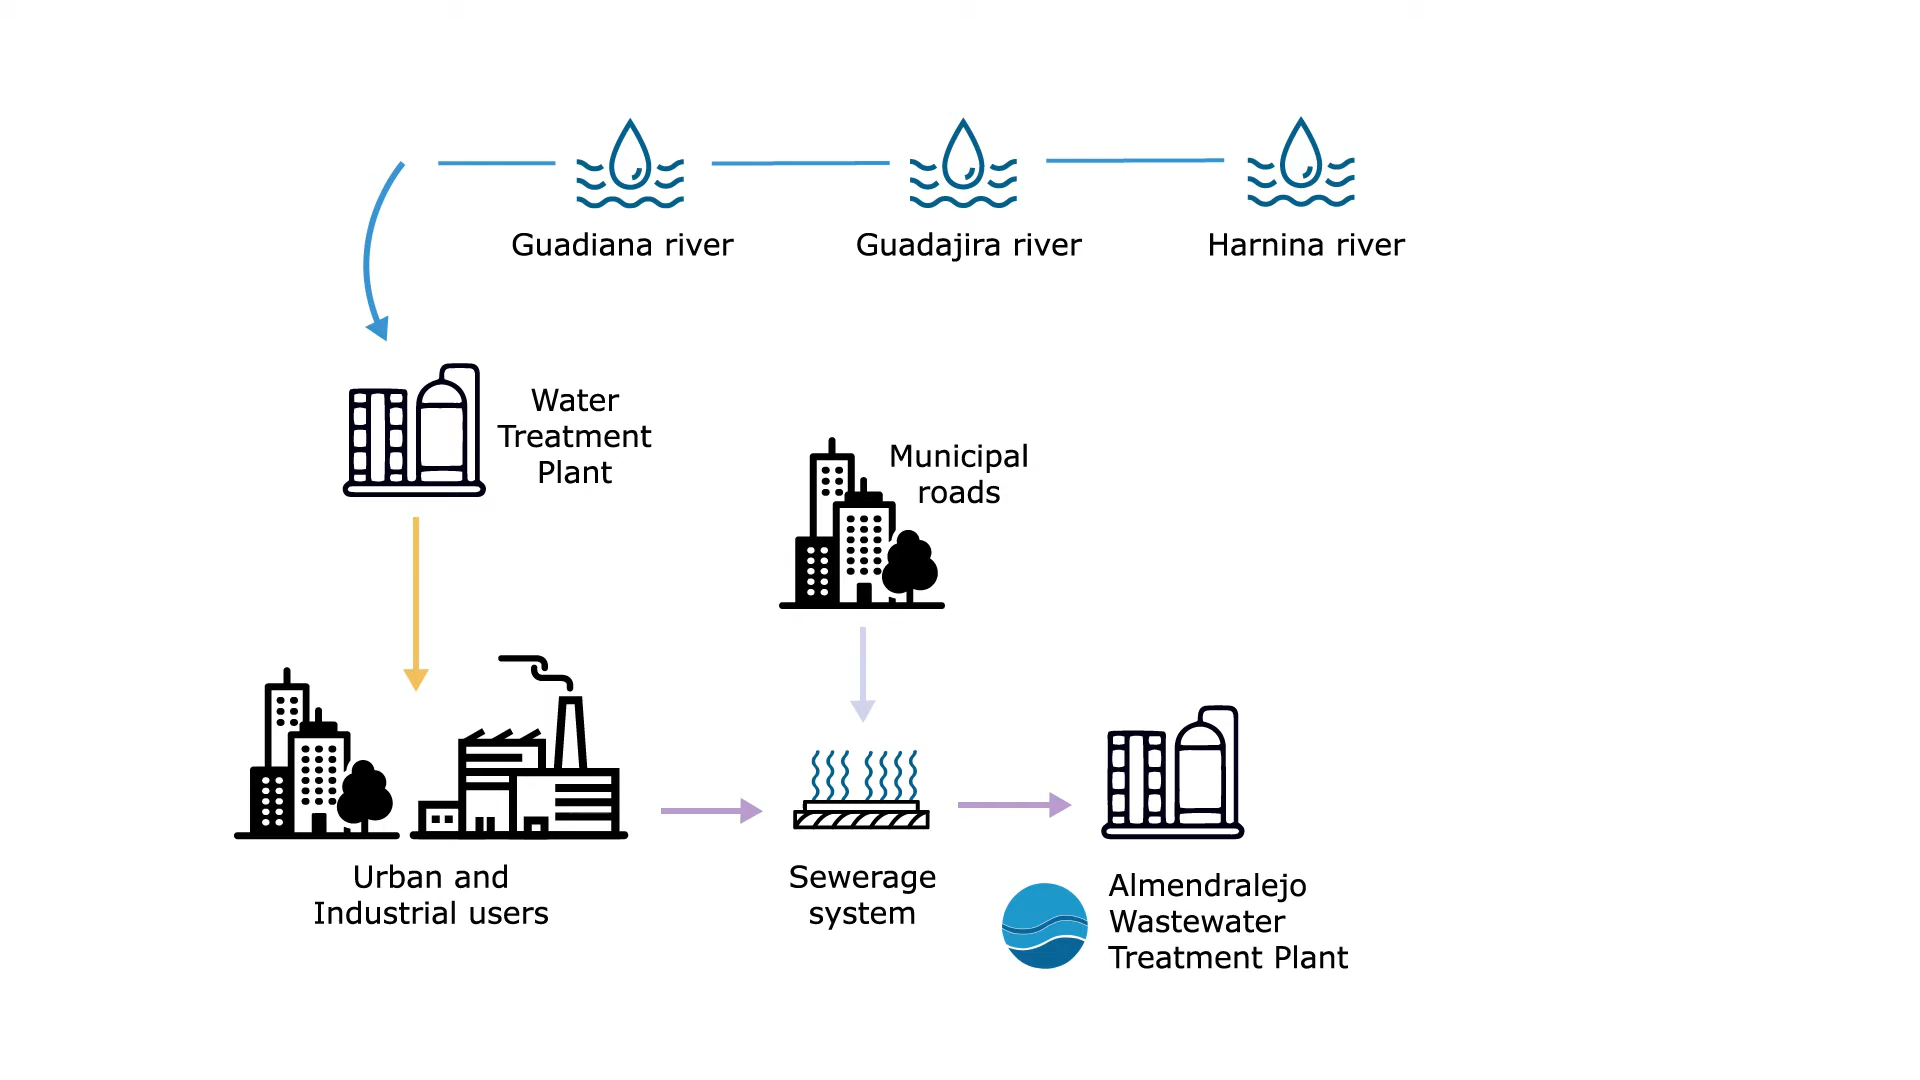 Guadiana river
Guadajira river
Harnina river
Water
Treatment
Plant
Municipal
roads
Urban and
Industrial users
Sewerage
system
Almendralejo
Wastewater
Treatment Plant